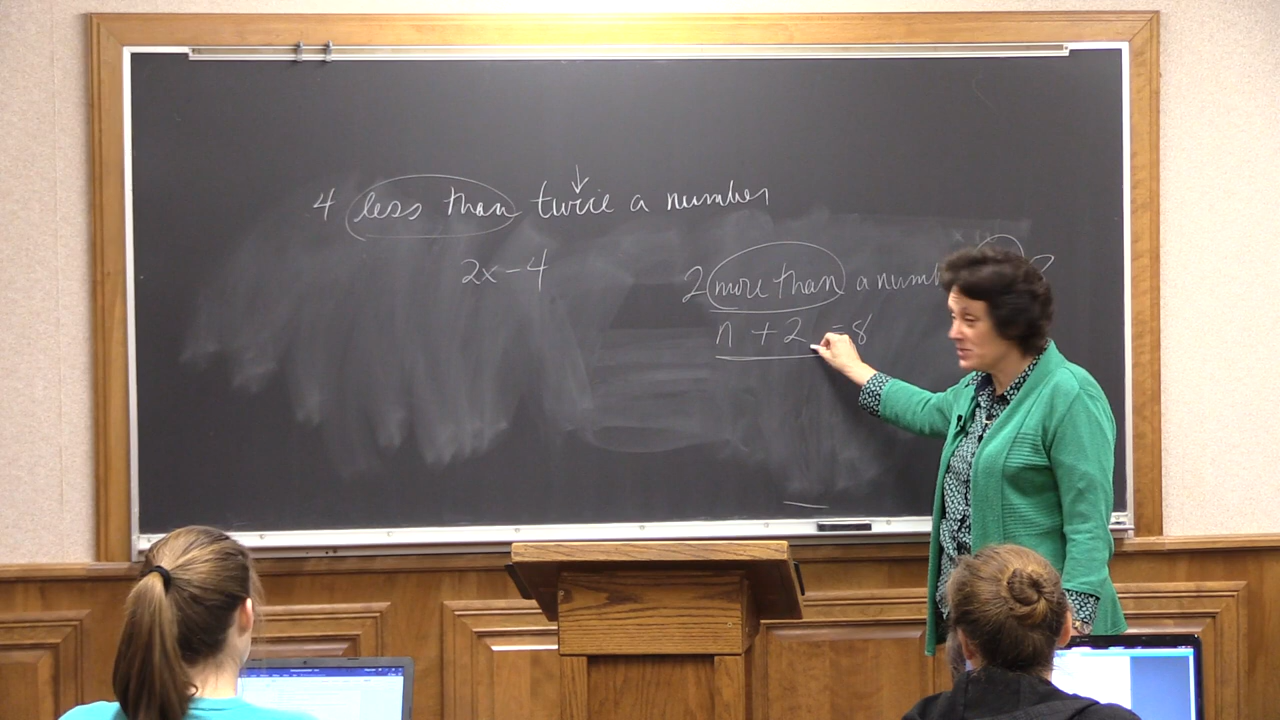 4 less than twice a number
2x - 4
2 more than a numb
n + 2 = 8